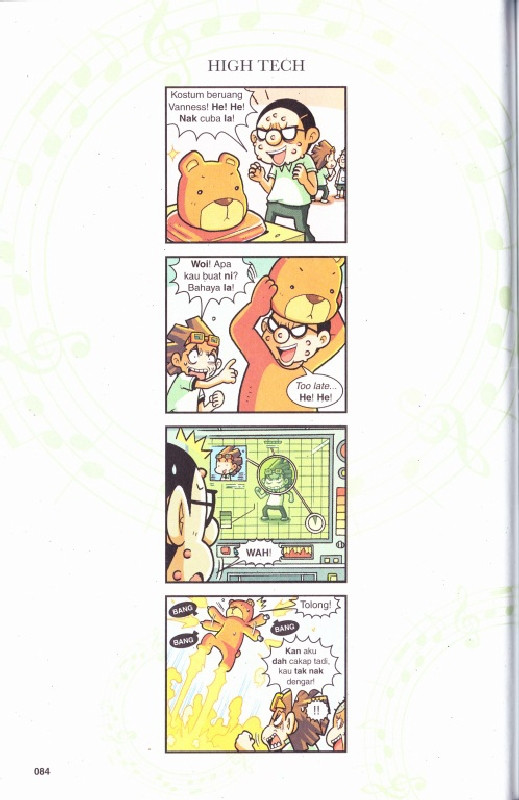 HIGH TECH
Kostum beruang
Vanness! He! He!
Nak cuba la!
Woi! Apa
kau buat ni?
Bahaya la!
Too late...
He! He!
WAH!
BANG
BANG
BANG
Tolong!
Kan aku
dah cakap tadi,
kau tak nak
dengar!
!!
084